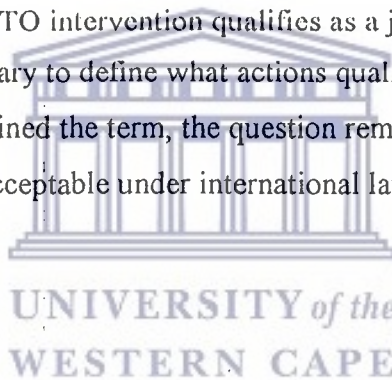 TO intervention qualifies as a j
ary to define what actions qual
ined the term, the question rem
cceptable under international la
UNIVERSITY of the
WESTERN CAPE